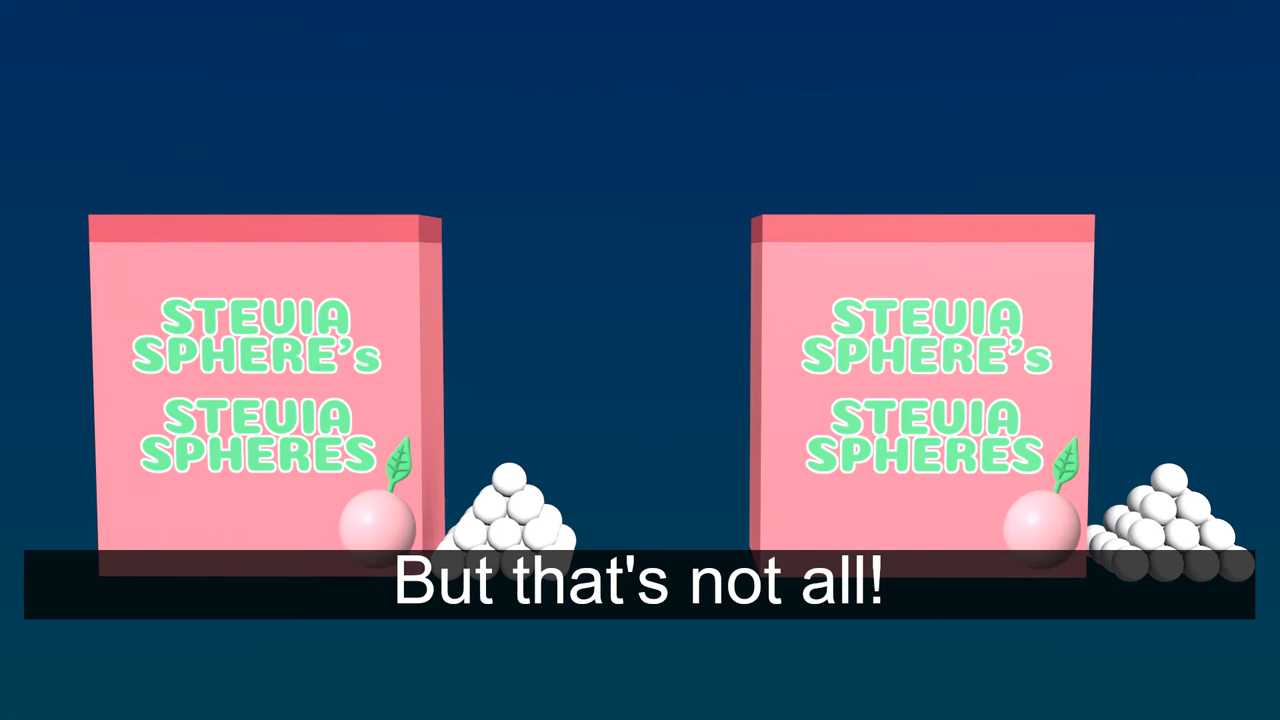 STEVIA
SPHERE's
STEVIA
SPHERES
STEVIA
SPHERE's
STEVIA
SPHERES
But that's not all!